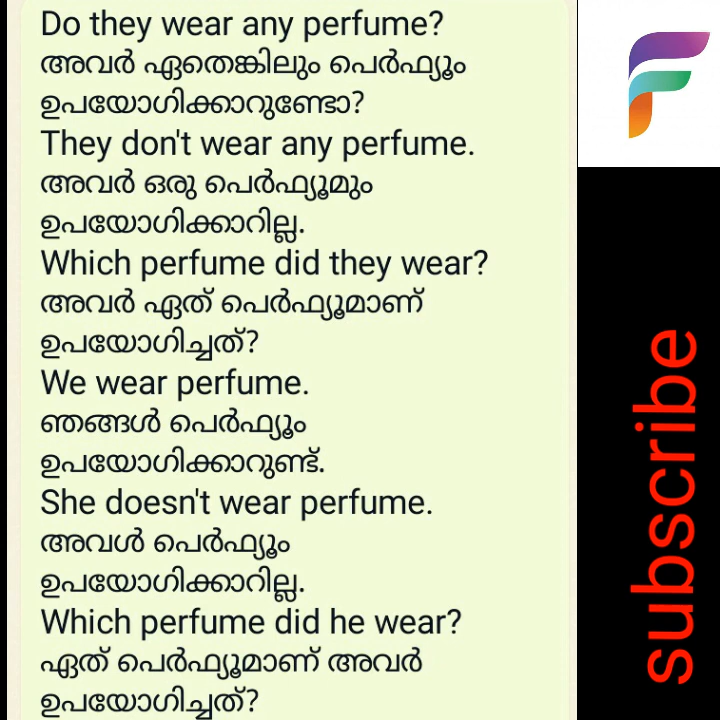 Do they wear any perfume?
അവർ ഏതെങ്കിലും പെർഫ്യൂം
ഉപയോഗിക്കാറുണ്ടോ?
They don't wear any perfume.
അവർ ഒരു പെർഫ്യൂമും
ഉപയോഗിക്കാറില്ല.
Which perfume did they wear?
അവർ ഏത് പെർഫ്യൂമാണ്
ഉപയോഗിച്ചത്?
We wear perfume.
ഞങ്ങൾ പെർഫ്യൂം
ഉപയോഗിക്കാറുണ്ട്.
She doesn't wear perfume.
അവൾ പെർഫ്യൂം
ഉപയോഗിക്കാറില്ല.
Which perfume did he wear?
ഏത് പെർഫ്യൂമാണ് അവർ
ഉപയോഗിച്ചത്?
subscribe